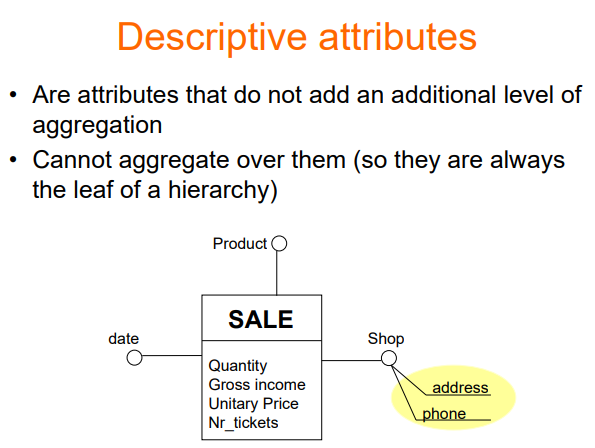 Descriptive attributes
• Are attributes that do not add an additional level of
aggregation
• Cannot aggregate over them (so they are always
the leaf of a hierarchy)
Product
SALE
date
Shop
Quantity
Gross income
Unitary Price
Nr_tickets
address
phone